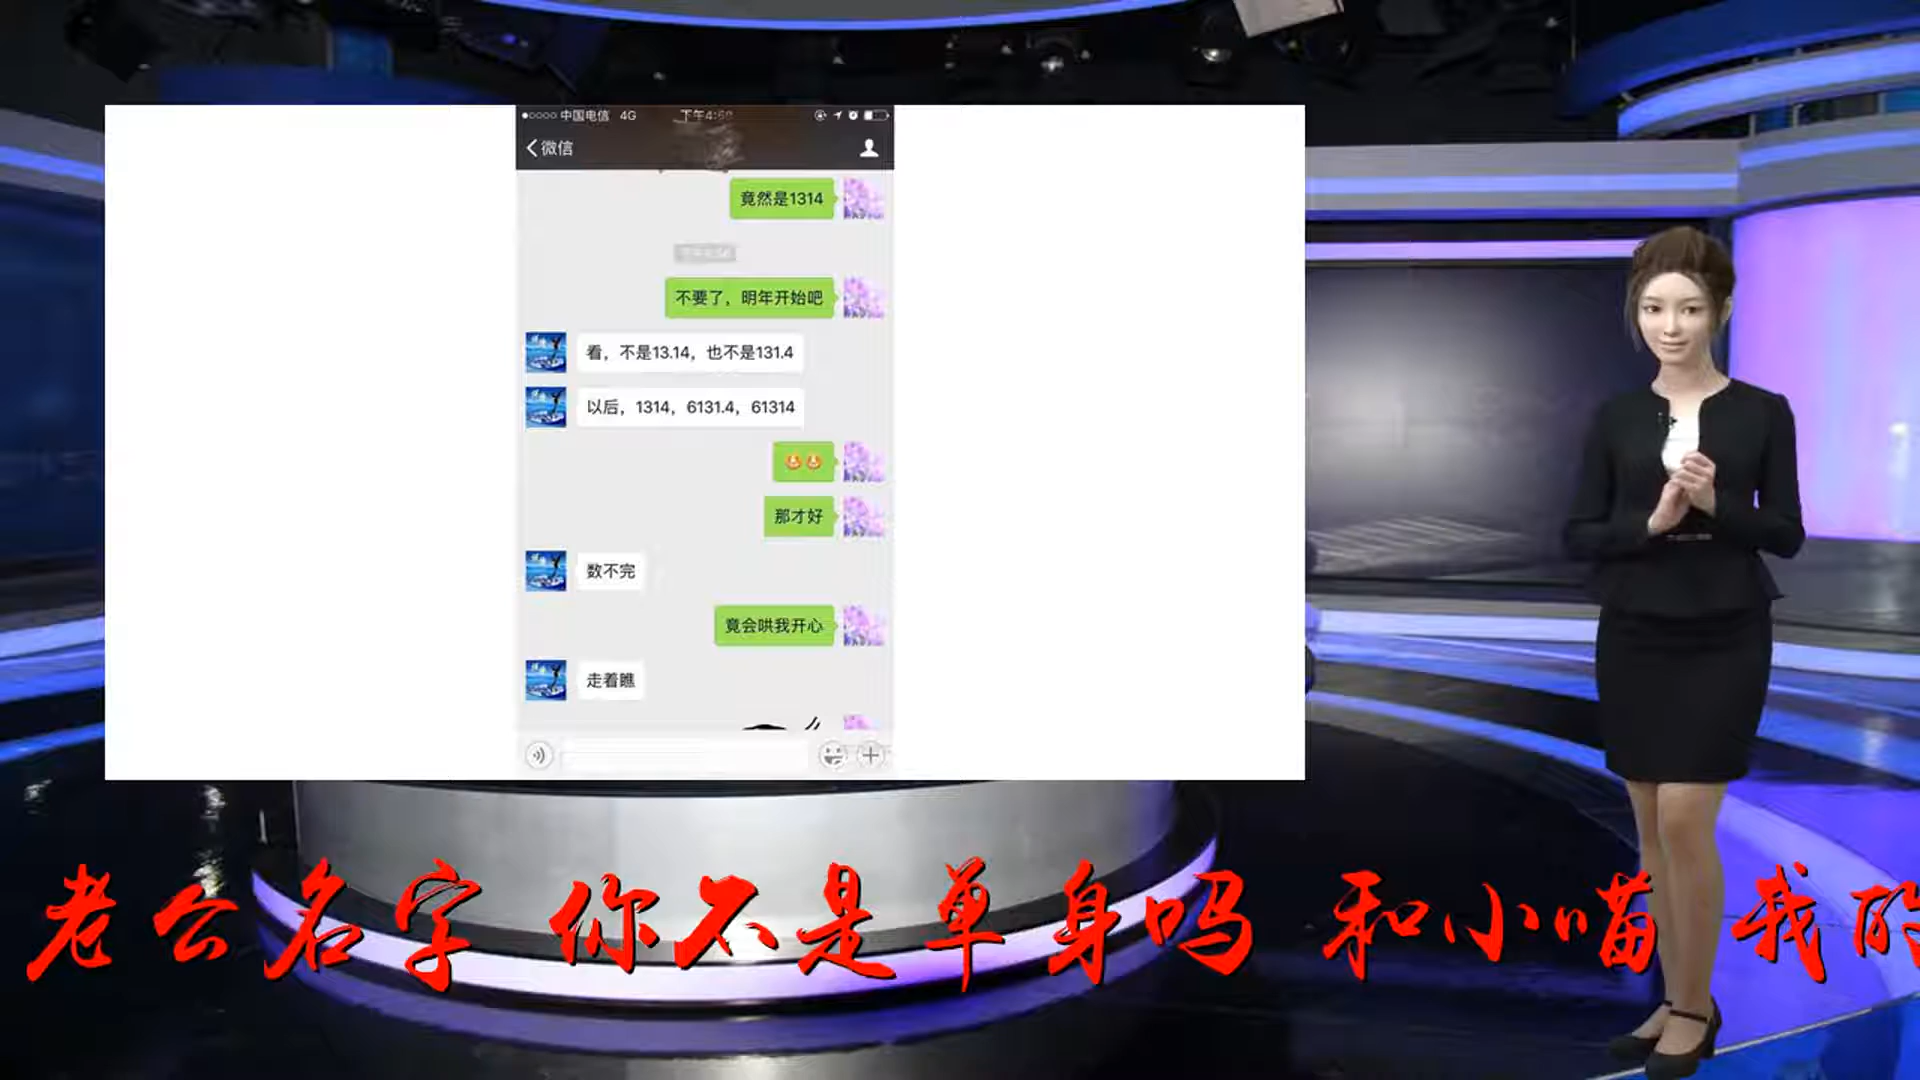 中国电信 4G
微信
竟然是1314
不要了，明年开始吧
看，不是13.14，也不是131.4
以后，1314，6131.4，61314
那才好
数不完
竟会哄我开心
走着瞧
老公名字 你不是单身吗 和小喵 我的